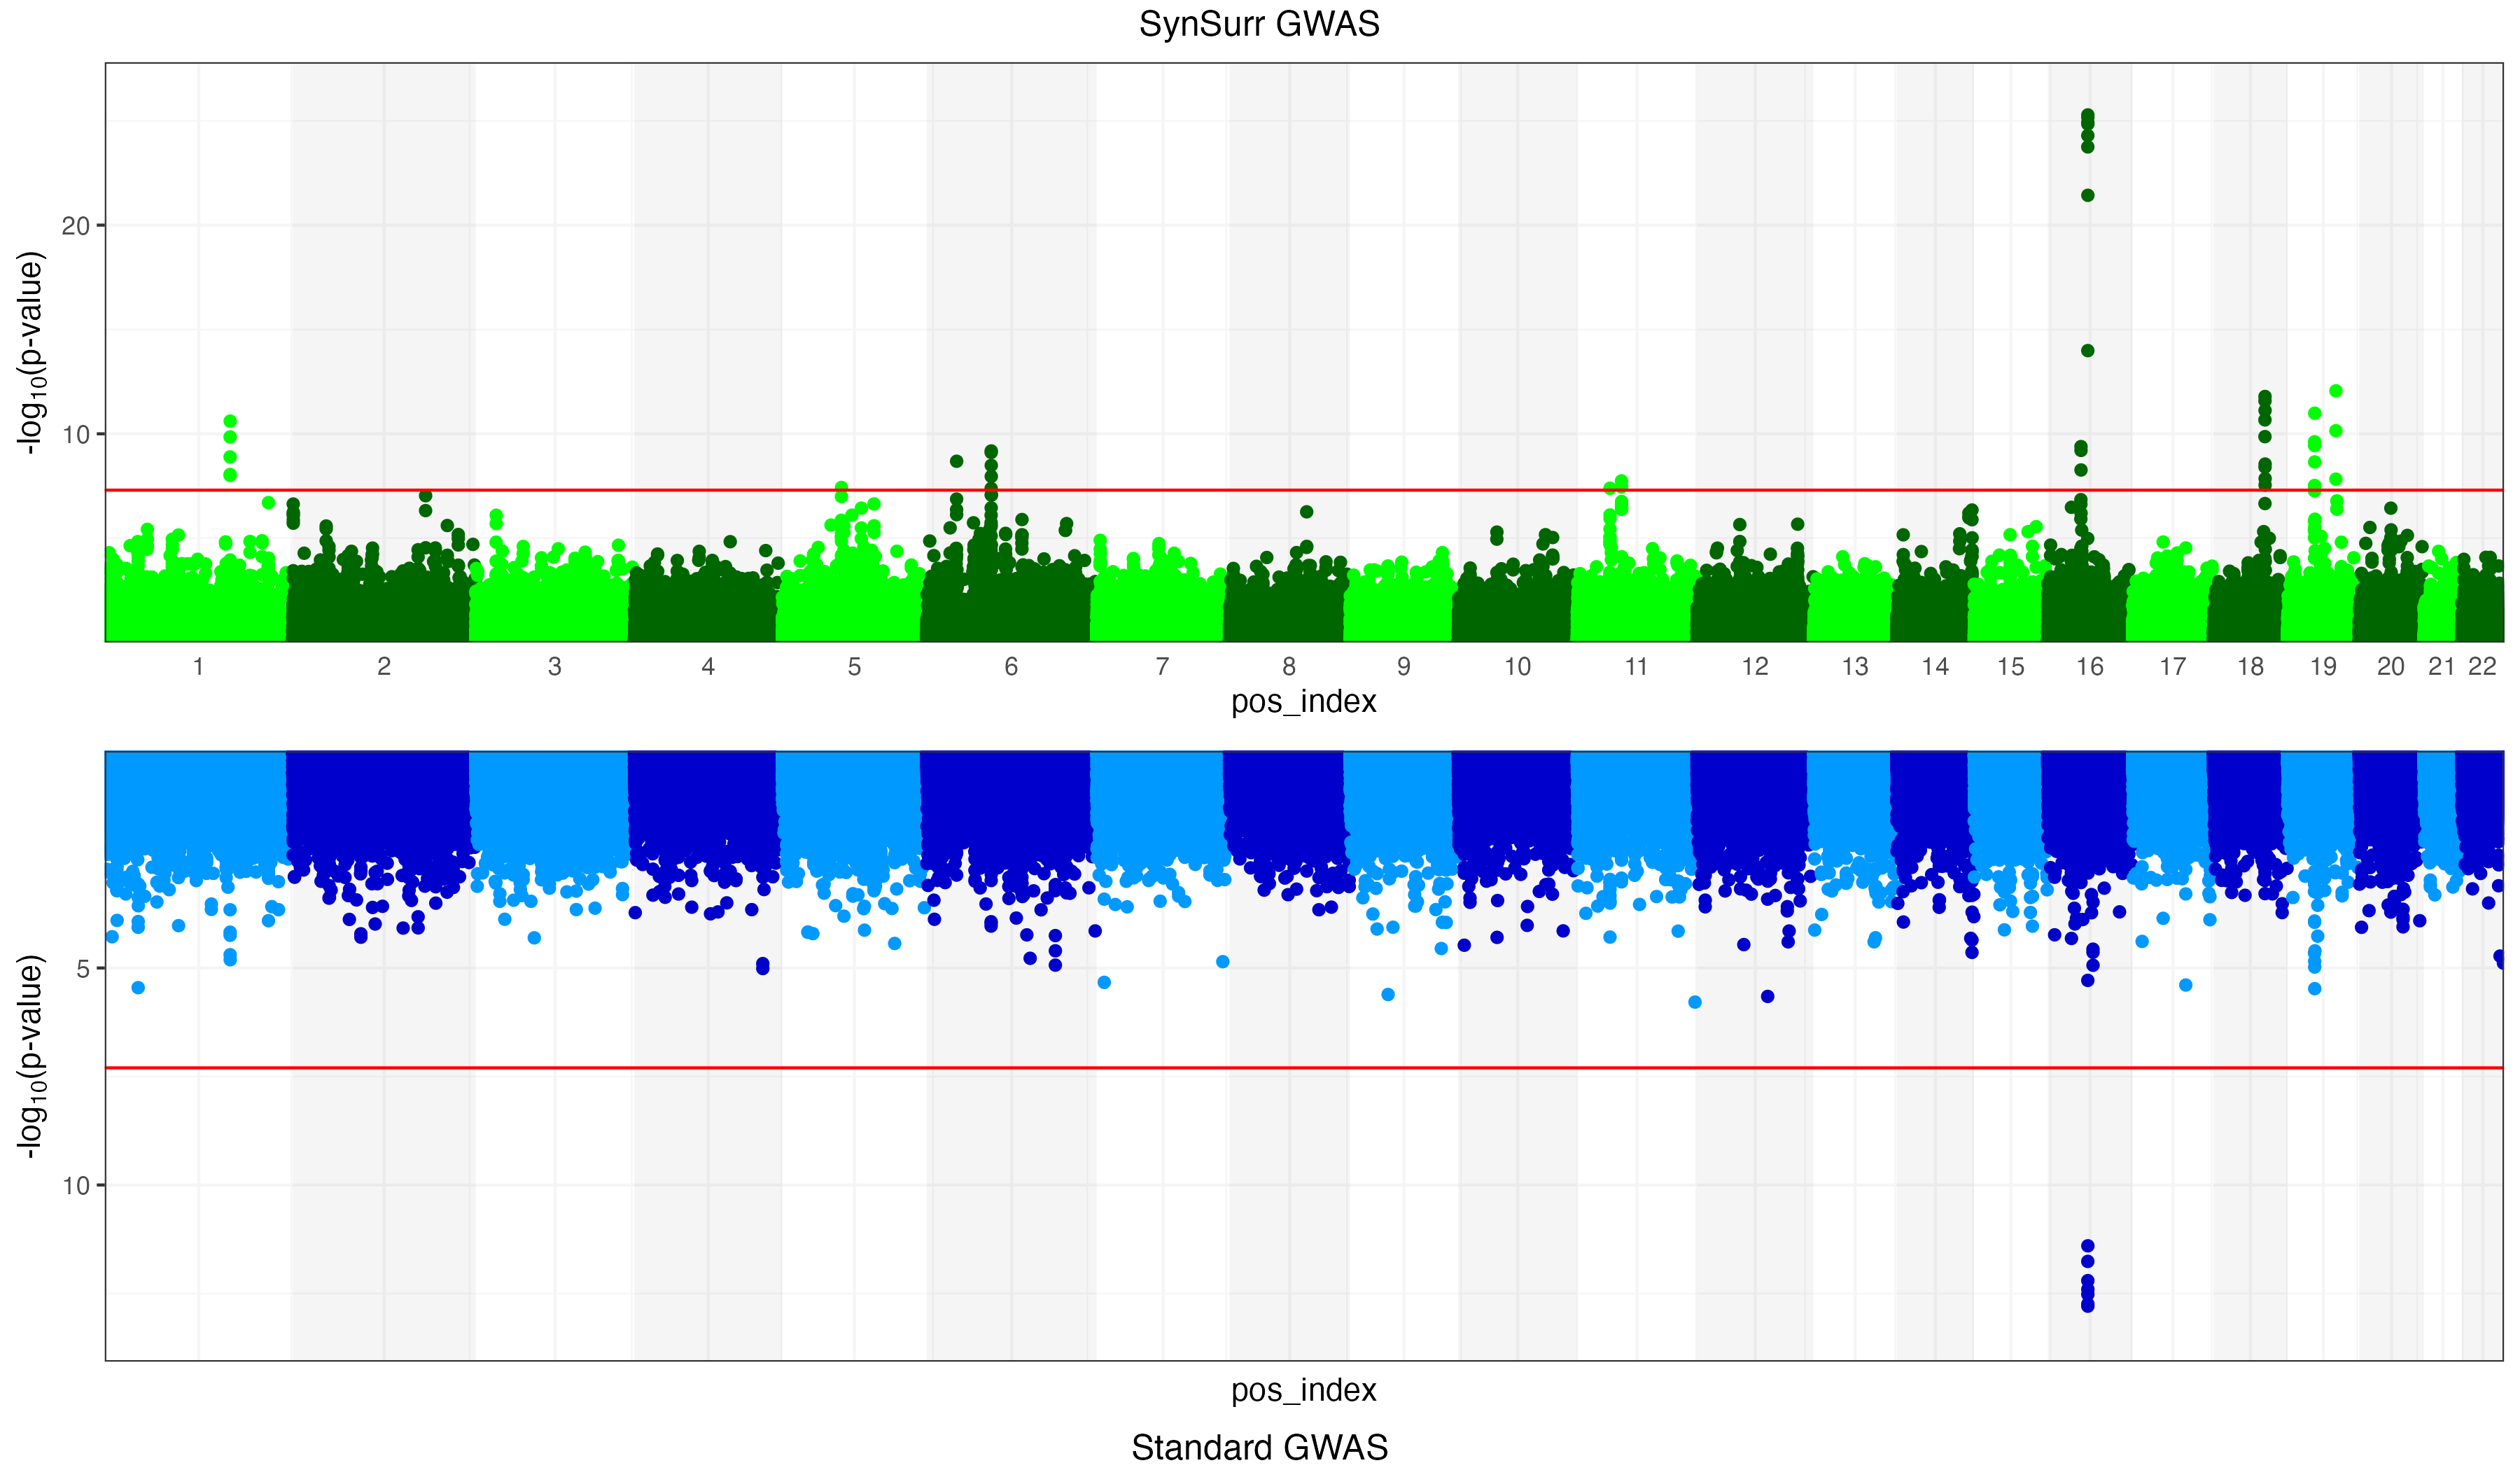 SynSurr GWAS
-log₁₀(p-value)
20
10
1 2 3 4 5 6 7 8 9 10 11 12 13 14 15 16 17 18 19 20 21 22
pos_index
-log₁₀(p-value)
5
10
pos_index
Standard GWAS